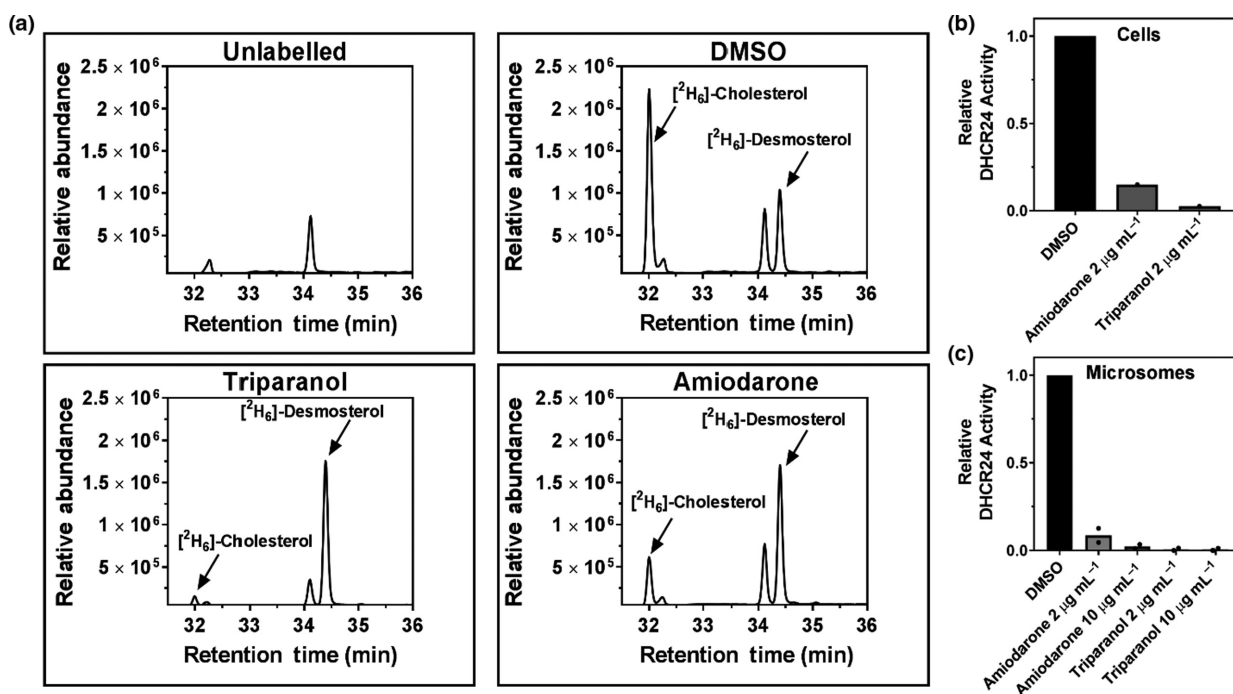 (a)
Unlabelled
Relative abundance
2.5 × 10⁶
2 × 10⁶
1.5 × 10⁶
1 × 10⁶
5 × 10⁵
32 33 34 35 36
Retention time (min)
DMSO
Relative abundance
2.5 × 10⁶
2 × 10⁶
1.5 × 10⁶
1 × 10⁶
5 × 10⁵
[²H₆]-Cholesterol
[²H₆]-Desmosterol
32 33 34 35 36
Retention time (min)
Triparanol
Relative abundance
2.5 × 10⁶
2 × 10⁶
1.5 × 10⁶
1 × 10⁶
5 × 10⁵
[²H₆]-Desmosterol
[²H₆]-Cholesterol
32 33 34 35 36
Retention time (min)
Amiodarone
Relative abundance
2.5 × 10⁶
2 × 10⁶
1.5 × 10⁶
1 × 10⁶
5 × 10⁵
[²H₆]-Desmosterol
[²H₆]-Cholesterol
32 33 34 35 36
Retention time (min)
(b)
Cells
Relative
DHCR24 Activity
1.0
0.5
0.0
DMSO
Amiodarone 2 μg mL⁻¹
Triparanol 2 μg mL⁻¹
(c)
Microsomes
Relative
DHCR24 Activity
1.0
0.5
0.0
DMSO
Amiodarone 2 μg mL⁻¹
Amiodarone 10 μg mL⁻¹
Triparanol 2 μg mL⁻¹
Triparanol 10 μg mL⁻¹